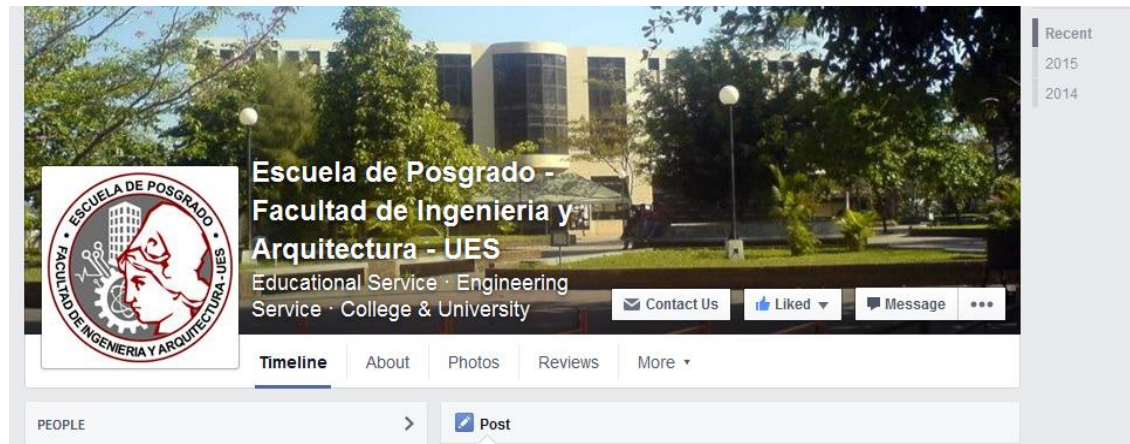 Recent
2015
2014
Escuela de Posgrado -
Facultad de Ingenieria y
Arquitectura - UES
Educational Service · Engineering
Service · College & University
ESCUELA DE POSGRADO
FACULTAD DE INGENIERIA Y ARQUITECTURA-UES
Contact Us
Liked
Message
Timeline
About
Photos
Reviews
More
PEOPLE
Post